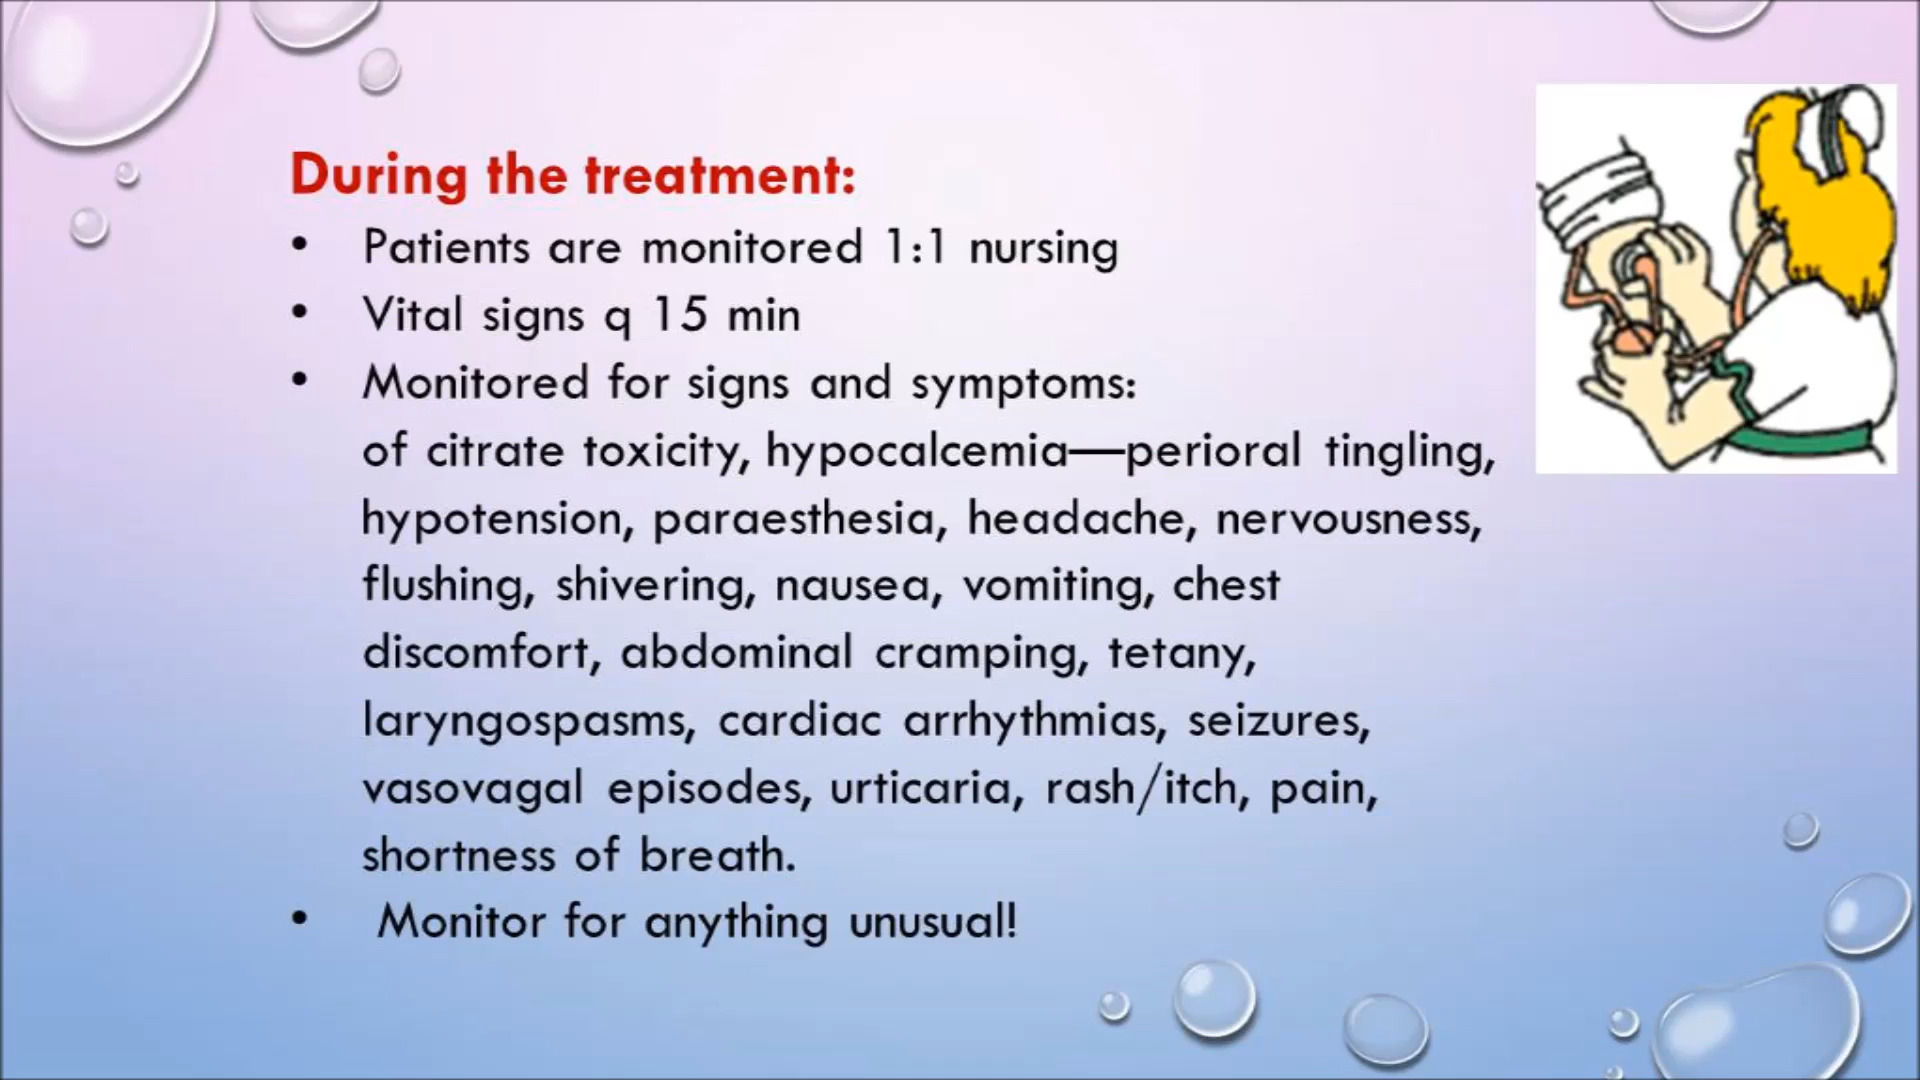 During the treatment:
• Patients are monitored 1:1 nursing
• Vital signs q 15 min
• Monitored for signs and symptoms:
of citrate toxicity, hypocalcemia—perioral tingling,
hypotension, paraesthesia, headache, nervousness,
flushing, shivering, nausea, vomiting, chest
discomfort, abdominal cramping, tetany,
laryngospasms, cardiac arrhythmias, seizures,
vasovagal episodes, urticaria, rash/itch, pain,
shortness of breath.
• Monitor for anything unusual!